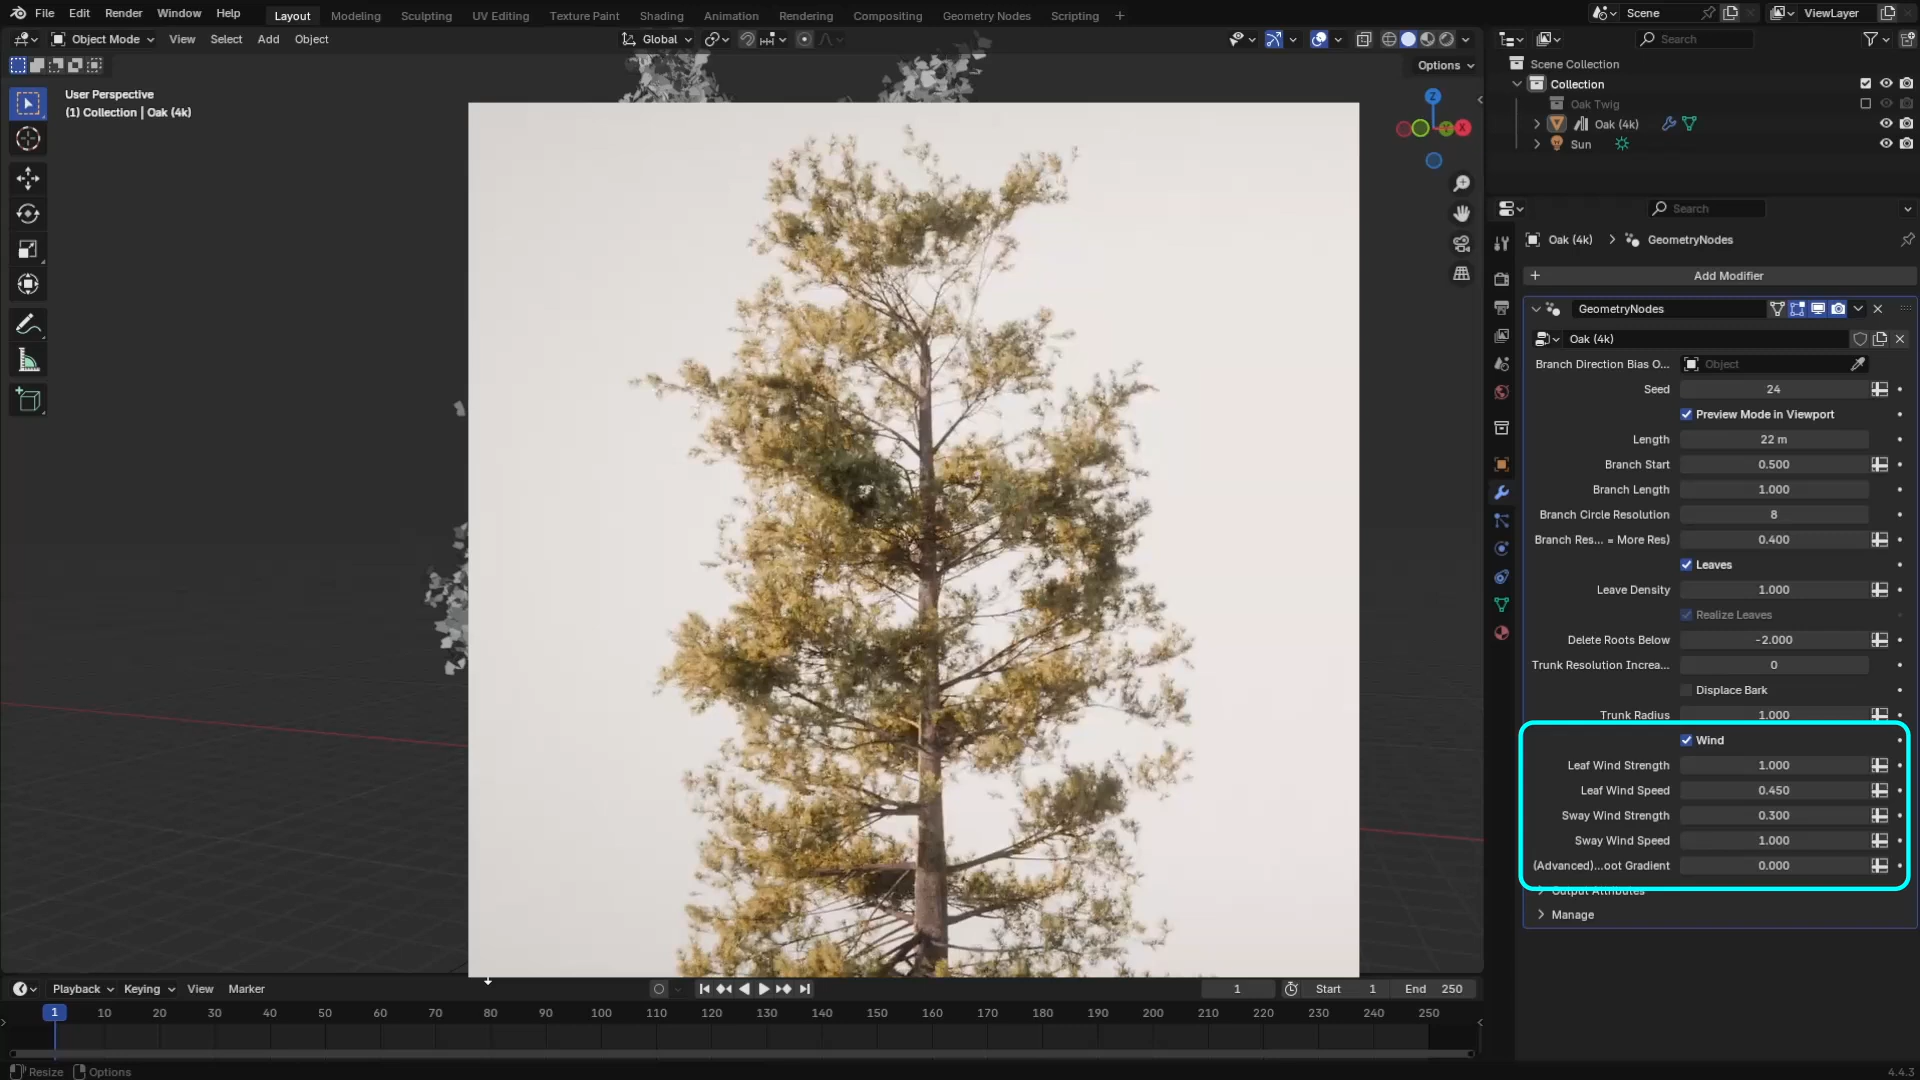 File Edit Render Window Help Layout Modeling Sculpting UV Editing Texture Paint Shading Animation Rendering Compositing Geometry Nodes Scripting + Scene ViewLayer
Object Mode View Select Add Object Global Search
Options
User Perspective
(1) Collection | Oak (4k)
Z
X
Y
Scene Collection
Collection
Oak Twig
Oak (4k)
Sun
Search
Oak (4k) > GeometryNodes
+ Add Modifier
GeometryNodes
Oak (4k)
Branch Direction Bias O... Object
Seed 24
Preview Mode in Viewport
Length 22 m
Branch Start 0.500
Branch Length 1.000
Branch Circle Resolution 8
Branch Res... = More Res) 0.400
Leaves
Leave Density 1.000
Realize Leaves
Delete Roots Below -2.000
Trunk Resolution Increa... 0
Displace Bark
Trunk Radius 1.000
Wind
Leaf Wind Strength 1.000
Leaf Wind Speed 0.450
Sway Wind Strength 0.300
Sway Wind Speed 1.000
(Advanced)...oot Gradient 0.000
Output Attributes
Manage
Playback Keying View Marker 1 Start 1 End 250
1 10 20 30 40 50 60 70 80 90 100 110 120 130 140 150 160 170 180 190 200 210 220 230 240 250
Resize Options 4.4.3